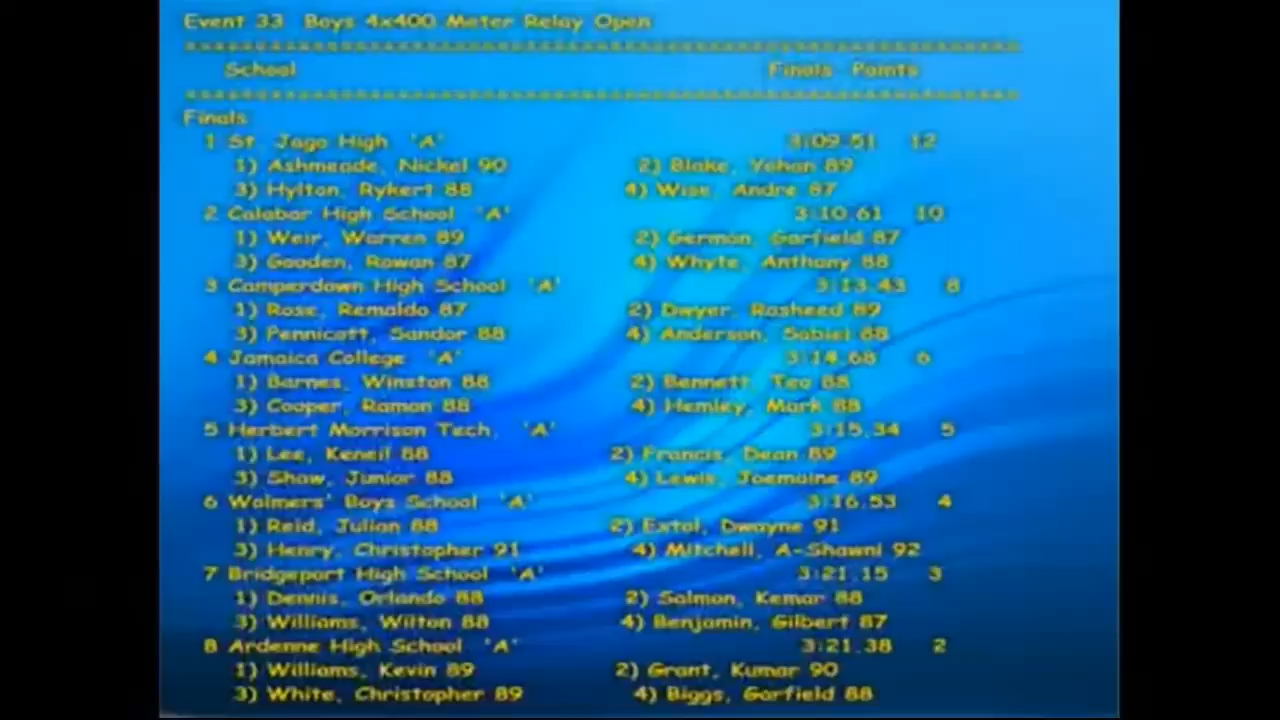 Event 33 Boys 4x400 Meter Relay Open
School Finals Points
Finals
1 St. Jago High 'A' 3:09.51 12
1) Ashmeade, Nickel 90 2) Blake, Yohan 89
3) Hylton, Rykert 88 4) Wise, Andre 87
2 Calabar High School 'A' 3:10.61 10
1) Weir, Warren 89 2) German, Garfield 87
3) Gooden, Rowan 87 4) Whyte, Anthony 88
3 Camperdown High School 'A' 3:13.43 8
1) Rose, Remaldo 87 2) Dwyer, Rasheed 89
3) Pennicott, Sandor 88 4) Anderson, Sabiel 88
4 Jamaica College 'A' 3:14.68 6
1) Barnes, Winston 88 2) Bennett, Teo 88
3) Cooper, Ramon 88 4) Hemley, Mark 88
5 Herbert Morrison Tech. 'A' 3:15.34 5
1) Lee, Keneil 88 2) Francis, Dean 89
3) Shaw, Junior 88 4) Lewis, Joemaine 89
6 Wolmers' Boys School 'A' 3:16.53 4
1) Reid, Julian 88 2) Extol, Dwayne 91
3) Henry, Christopher 91 4) Mitchell, A-Shawni 92
7 Bridgeport High School 'A' 3:21.15 3
1) Dennis, Orlando 88 2) Salmon, Kemar 88
3) Williams, Wilton 88 4) Benjamin, Gilbert 87
8 Ardenne High School 'A' 3:21.38 2
1) Williams, Kevin 89 2) Grant, Kumar 90
3) White, Christopher 89 4) Biggs, Garfield 88